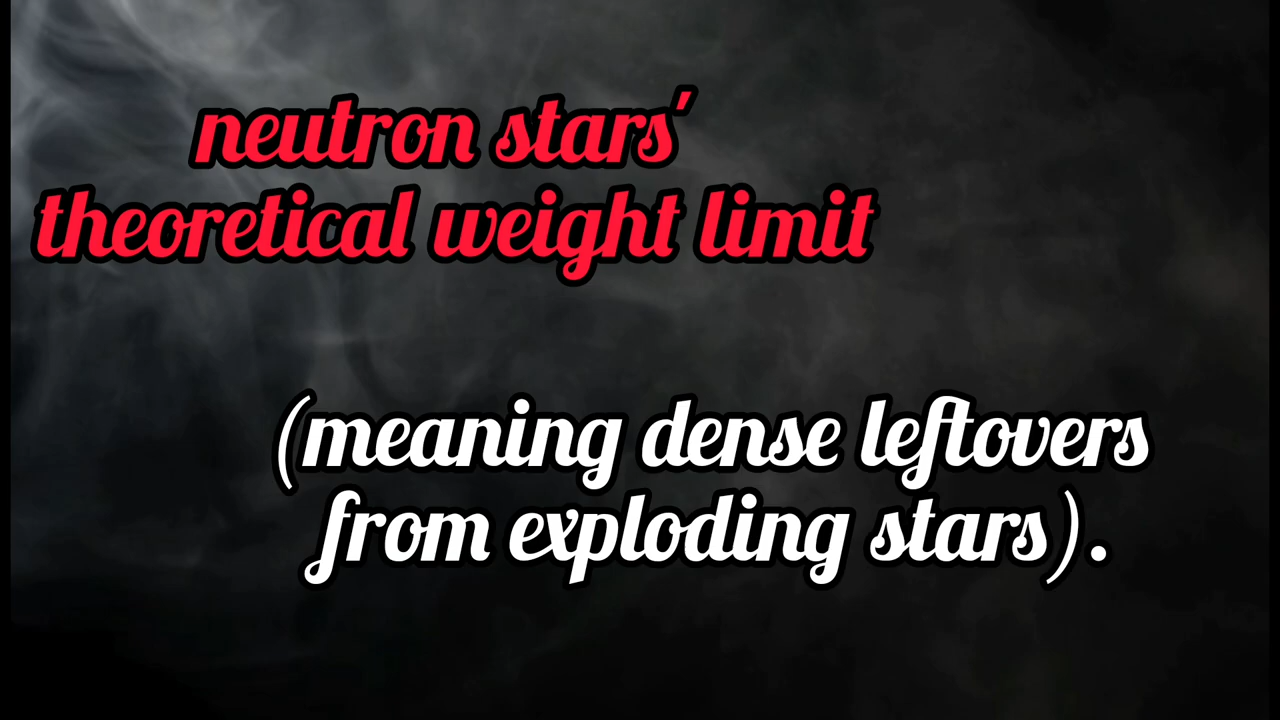 neutron stars'
theoretical weight limit
(meaning dense leftovers
from exploding stars).